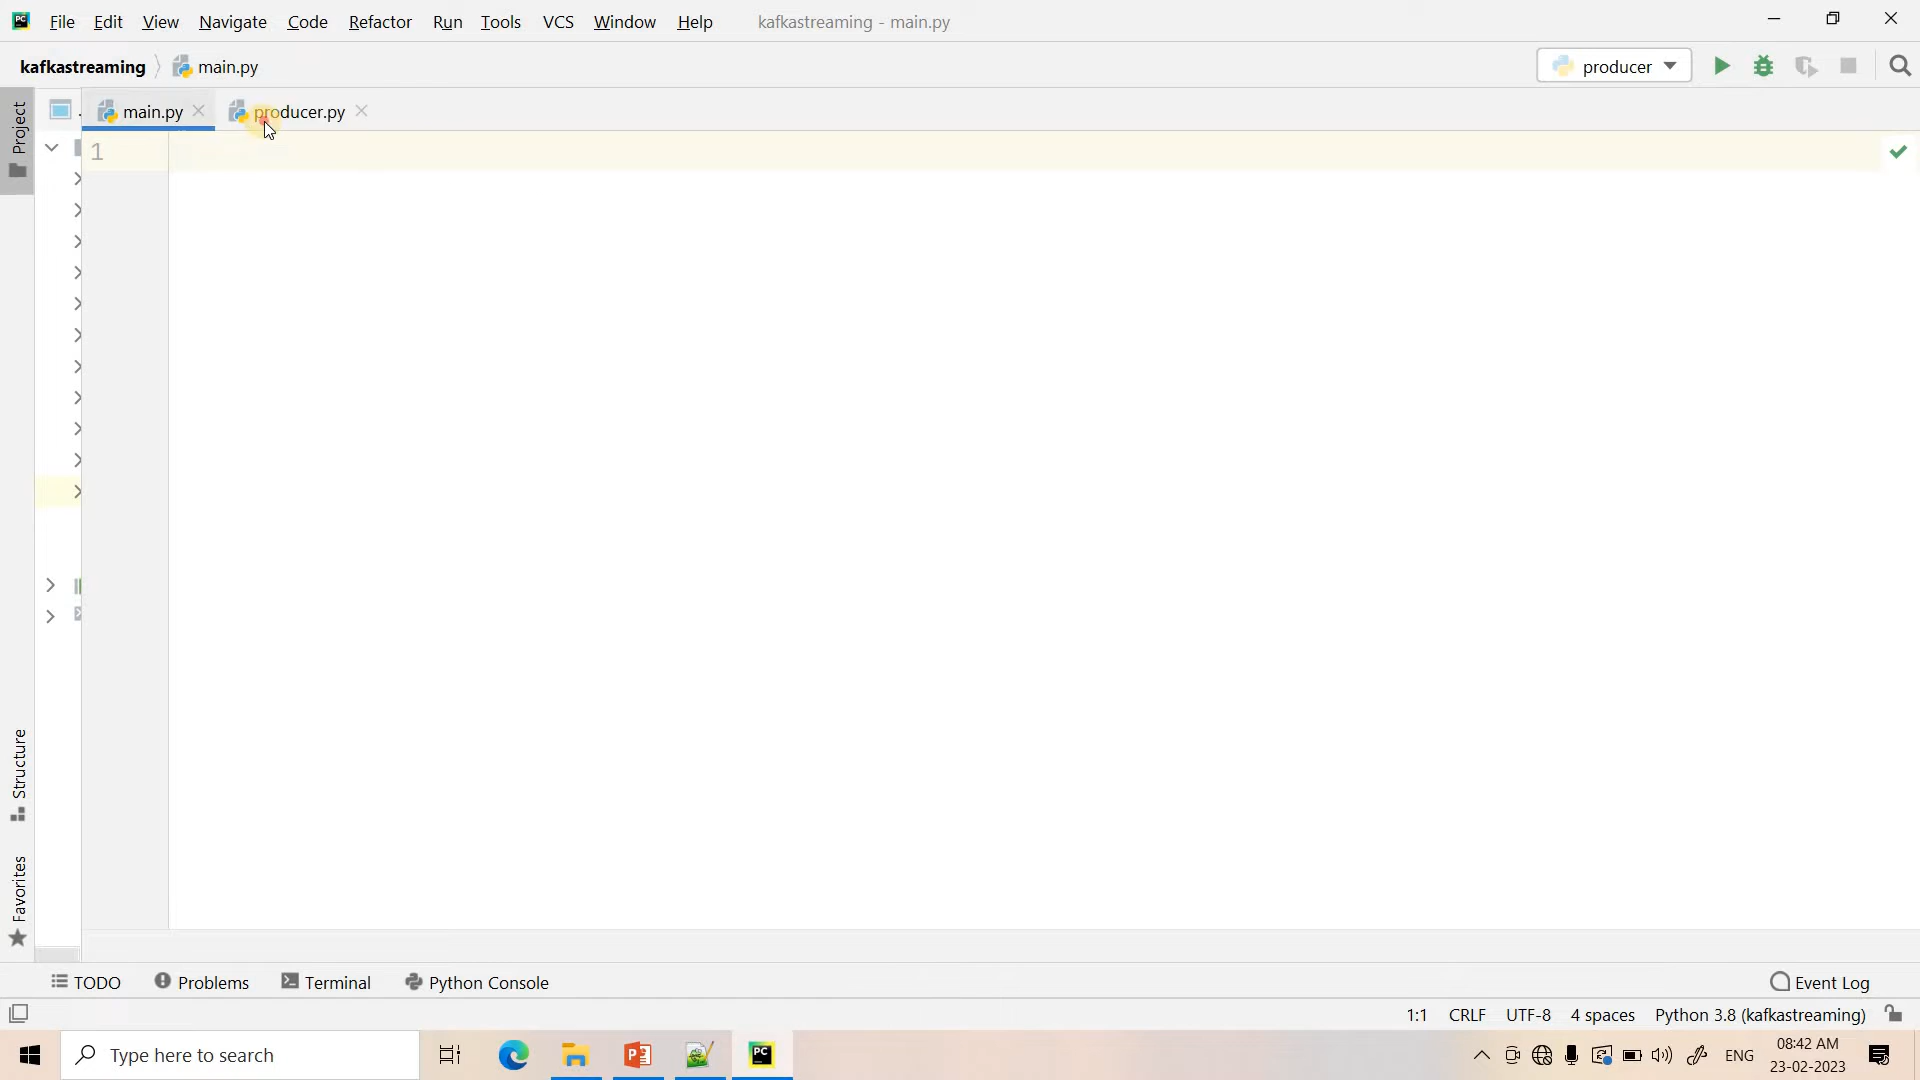 File Edit View Navigate Code Refactor Run Tools VCS Window Help kafkastreaming - main.py
kafkastreaming main.py producer
main.py producer.py
1
Project
Structure
Favorites
TODO Problems Terminal Python Console Event Log
1:1 CRLF UTF-8 4 spaces Python 3.8 (kafkastreaming)
Type here to search ENG 08:42 AM
23-02-2023